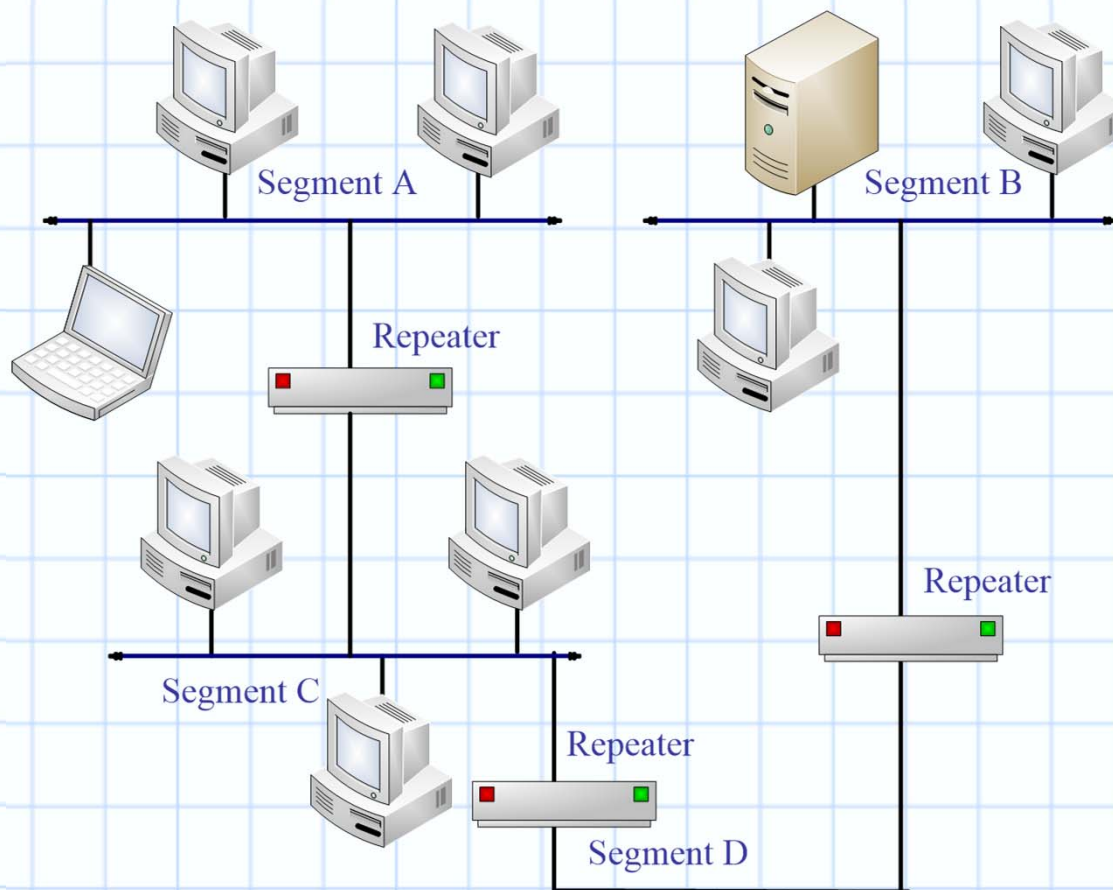 Segment A
Segment B
Repeater
Repeater
Segment C
Repeater
Segment D